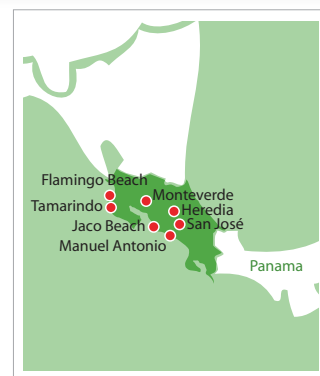 Flamingo Beach
Monteverde
Tamarindo
Heredia
Jaco Beach
San José
Manuel Antonio
Panama